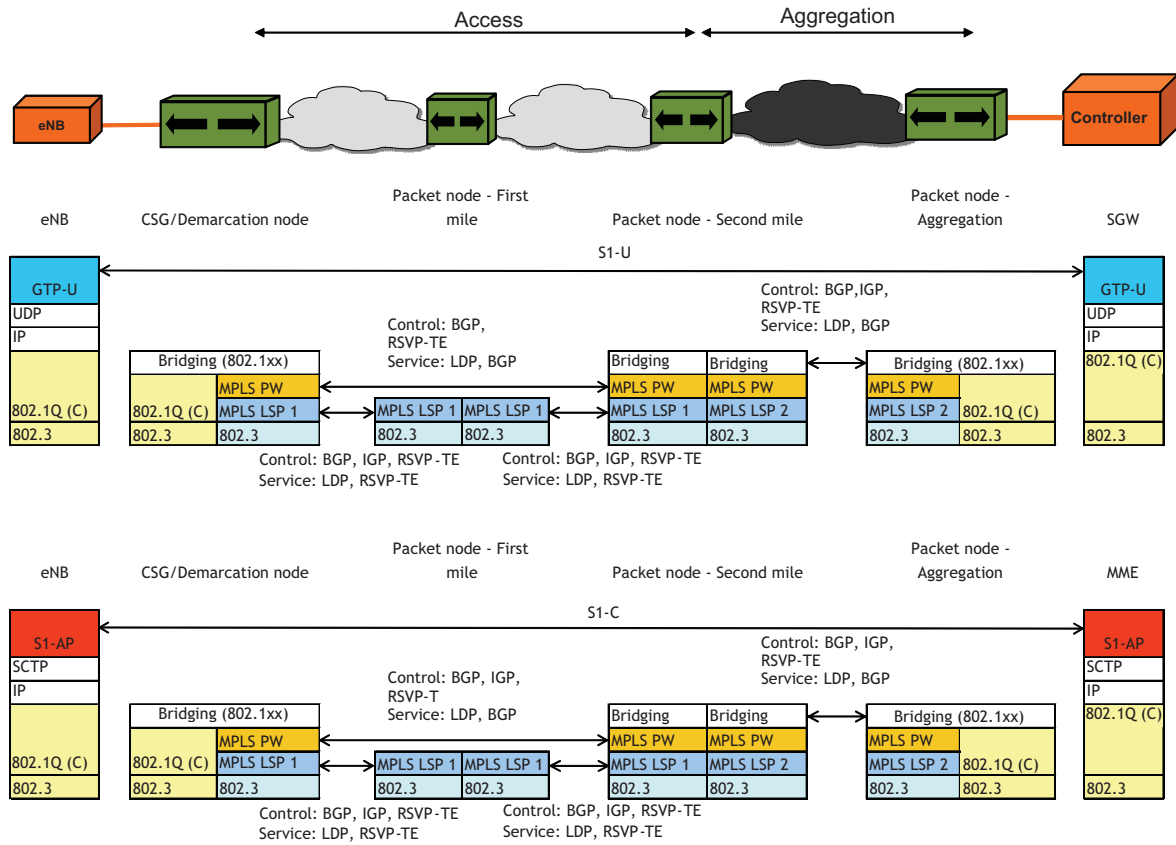 Access
Aggregation
eNB
Controller
Packet node - First
mile
Packet node -
Aggregation
eNB
CSG/Demarcation node
Packet node - Second mile
SGW
S1-U
GTP-U
UDP
IP
802.1Q (C)
802.3
Bridging (802.1xx)
802.1Q (C)
802.3
MPLS PW
MPLS LSP 1
802.3
Control: BGP,
RSVP-TE
Service: LDP, BGP
MPLS LSP 1
MPLS LSP 1
802.3
802.3
Control: BGP, IGP, RSVP-TE
Service: LDP, RSVP-TE
Control: BGP, IGP, RSVP-TE
Service: LDP, RSVP-TE
Bridging
Bridging
MPLS PW
MPLS PW
MPLS LSP 1
MPLS LSP 2
802.3
802.3
Control: BGP,IGP,
RSVP-TE
Service: LDP, BGP
Bridging (802.1xx)
MPLS PW
MPLS LSP 2
802.3
802.1Q (C)
802.3
GTP-U
UDP
IP
802.1Q (C)
802.3
Packet node - First
mile
Packet node -
Aggregation
eNB
CSG/Demarcation node
Packet node - Second mile
MME
S1-C
S1-AP
SCTP
IP
802.1Q (C)
802.3
Bridging (802.1xx)
802.1Q (C)
802.3
MPLS PW
MPLS LSP 1
802.3
Control: BGP, IGP,
RSVP-T
Service: LDP, BGP
MPLS LSP 1
MPLS LSP 1
802.3
802.3
Control: BGP, IGP, RSVP-TE
Service: LDP, RSVP-TE
Control: BGP, IGP, RSVP-TE
Service: LDP, RSVP-TE
Bridging
Bridging
MPLS PW
MPLS PW
MPLS LSP 1
MPLS LSP 2
802.3
802.3
Control: BGP, IGP,
RSVP-TE
Service: LDP, BGP
Bridging (802.1xx)
MPLS PW
MPLS LSP 2
802.3
802.1Q (C)
802.3
S1-AP
SCTP
IP
802.1Q (C)
802.3